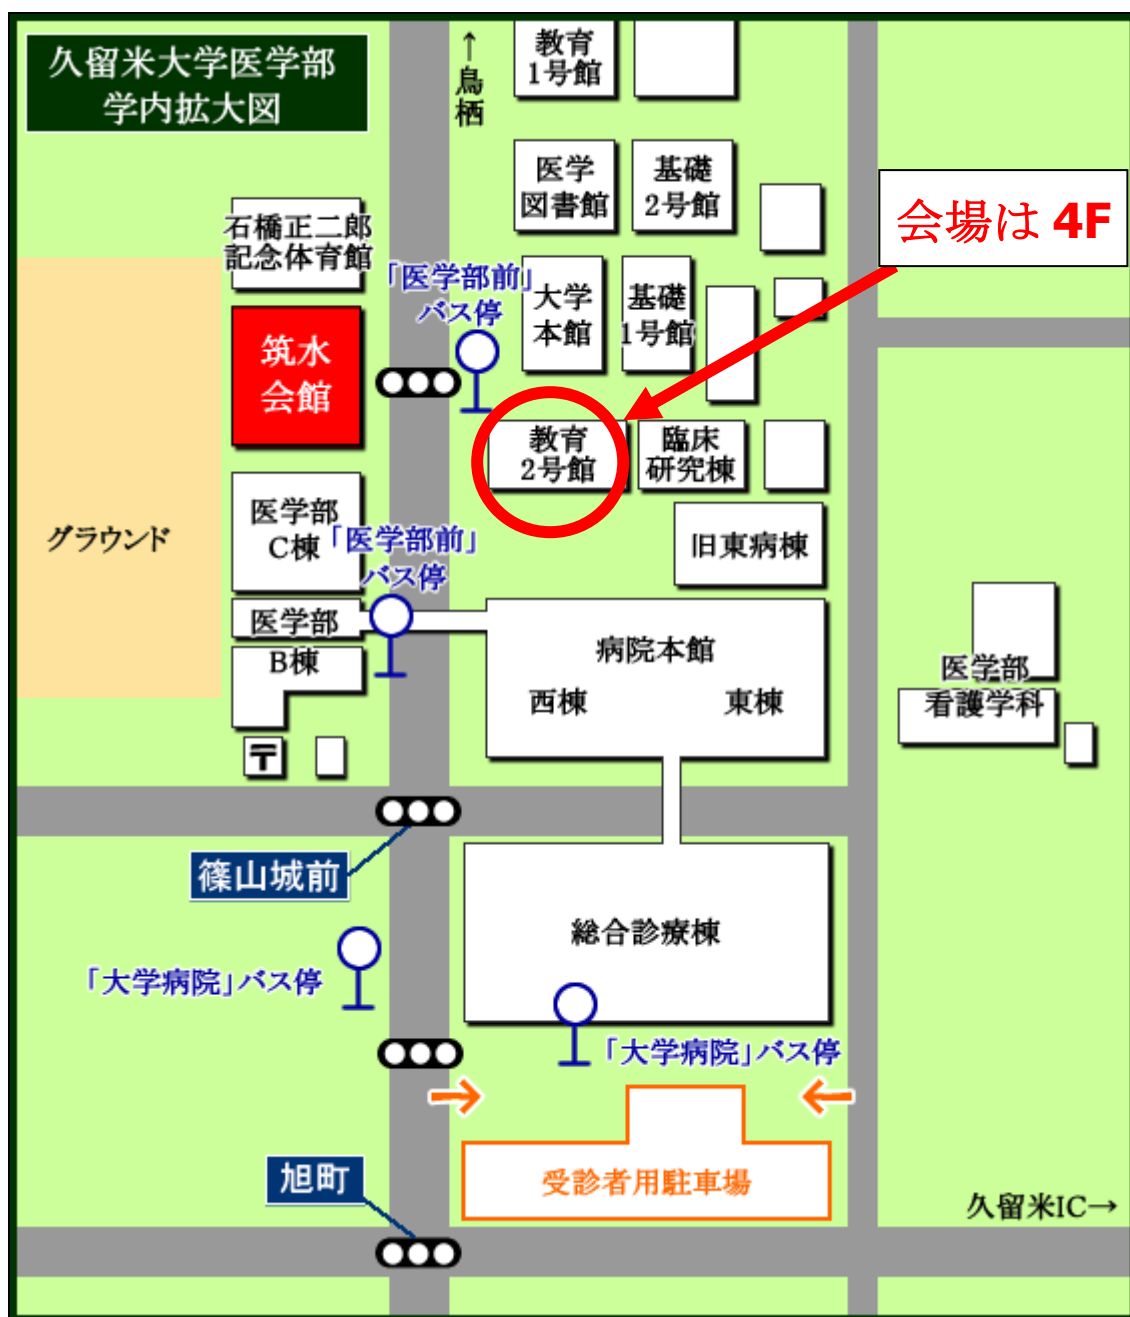 久留米大学医学部
学内拡大図
↑鳥栖
教育
1号館
医学
図書館
基礎
2号館
会場は 4F
石橋正二郎
記念体育館
「医学部前」
バス停
大学
本館
基礎
1号館
筑水
会館
教育
2号館
臨床
研究棟
グラウンド
医学部
C棟
「医学部前」
バス停
旧東病棟
医学部
B棟
病院本館
西棟
東棟
医学部
看護学科
〒
篠山城前
総合診療棟
「大学病院」バス停
「大学病院」バス停
旭町
受診者用駐車場
久留米IC→